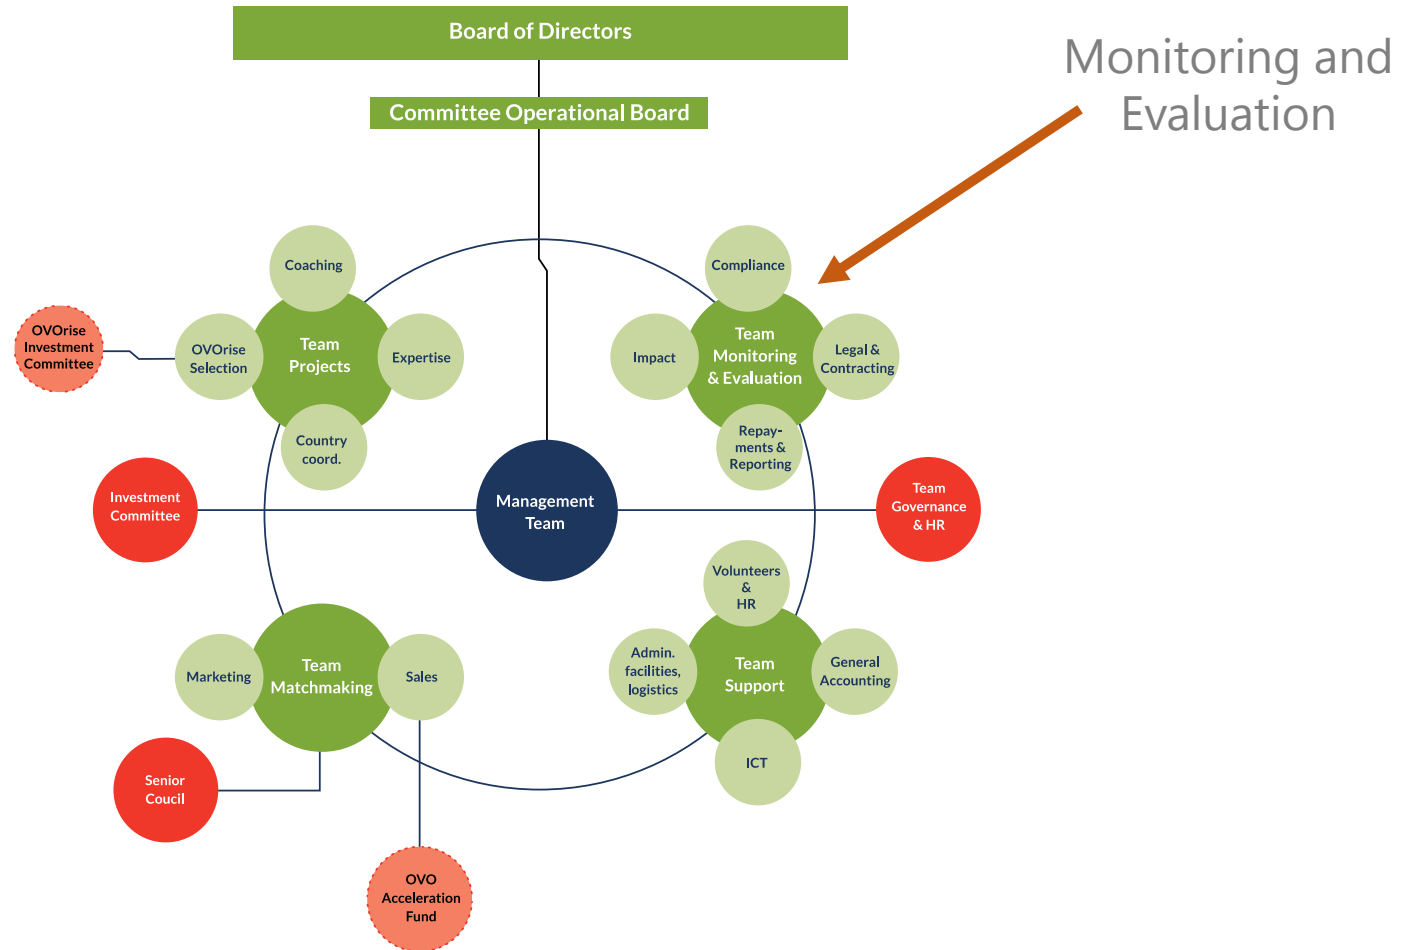 Board of Directors
Monitoring and
Evaluation
Committee Operational Board
Coaching
OVOrise
Selection
Team
Projects
Expertise
Country
coord.
OVOrise
Investment
Committee
Compliance
Impact
Team
Monitoring
& Evaluation
Legal &
Contracting
Repay-
ments &
Reporting
Investment
Committee
Management
Team
Team
Governance
& HR
Marketing
Team
Matchmaking
Sales
Volunteers
&
HR
Admin.
facilities,
logistics
Team
Support
General
Accounting
ICT
Senior
Coucil
OVO
Acceleration
Fund